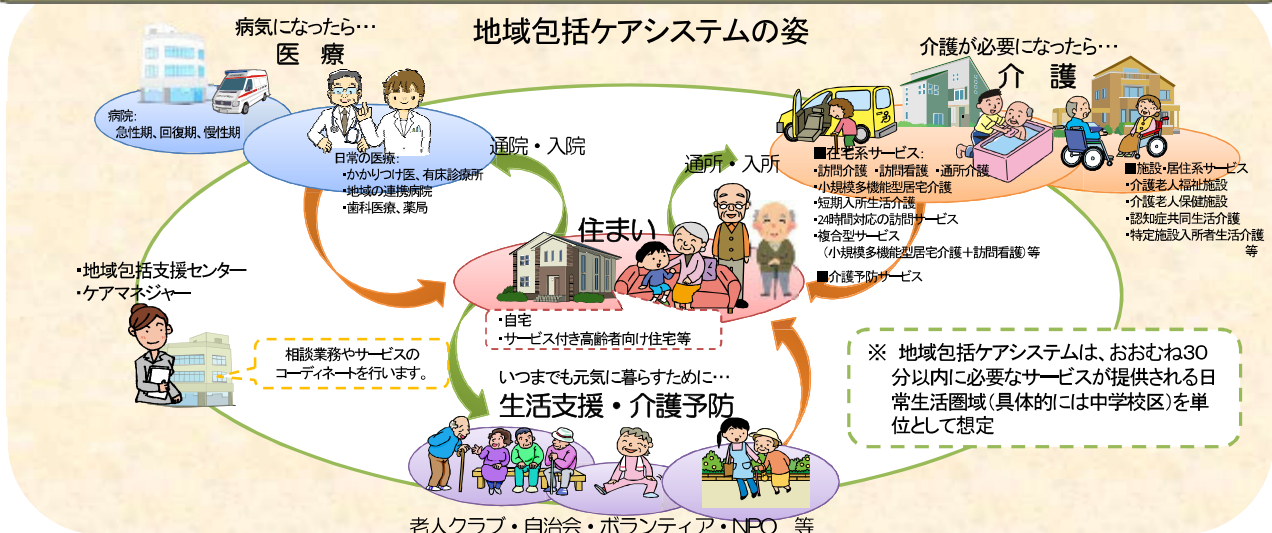 地域包括ケアシステムの姿
病気になったら…
医 療
病院:
急性期、回復期、慢性期
日常の医療:
・かかりつけ医、有床診療所
・地域の連携病院
・歯科医療、薬局
通院・入院
通所・入所
介護が必要になったら…
介 護
■在宅系サービス:
・訪問介護 ・訪問看護 ・通所介護
・小規模多機能型居宅介護
・短期入所生活介護
・24時間対応の訪問サービス
・複合型サービス
(小規模多機能型居宅介護+訪問看護)等
■介護予防サービス
■施設・居住系サービス
・介護老人福祉施設
・介護老人保健施設
・認知症共同生活介護
・特定施設入所者生活介護
等
住まい
・自宅
・サービス付き高齢者向け住宅等
・地域包括支援センター
・ケアマネジャー
相談業務やサービスの
コーディネートを行います。
いつまでも元気に暮らすために…
生活支援・介護予防
老人クラブ・自治会・ボランティア・NPO 等
※ 地域包括ケアシステムは、おおむね30
分以内に必要なサービスが提供される日
常生活圏域(具体的には中学校区)を単
位として想定